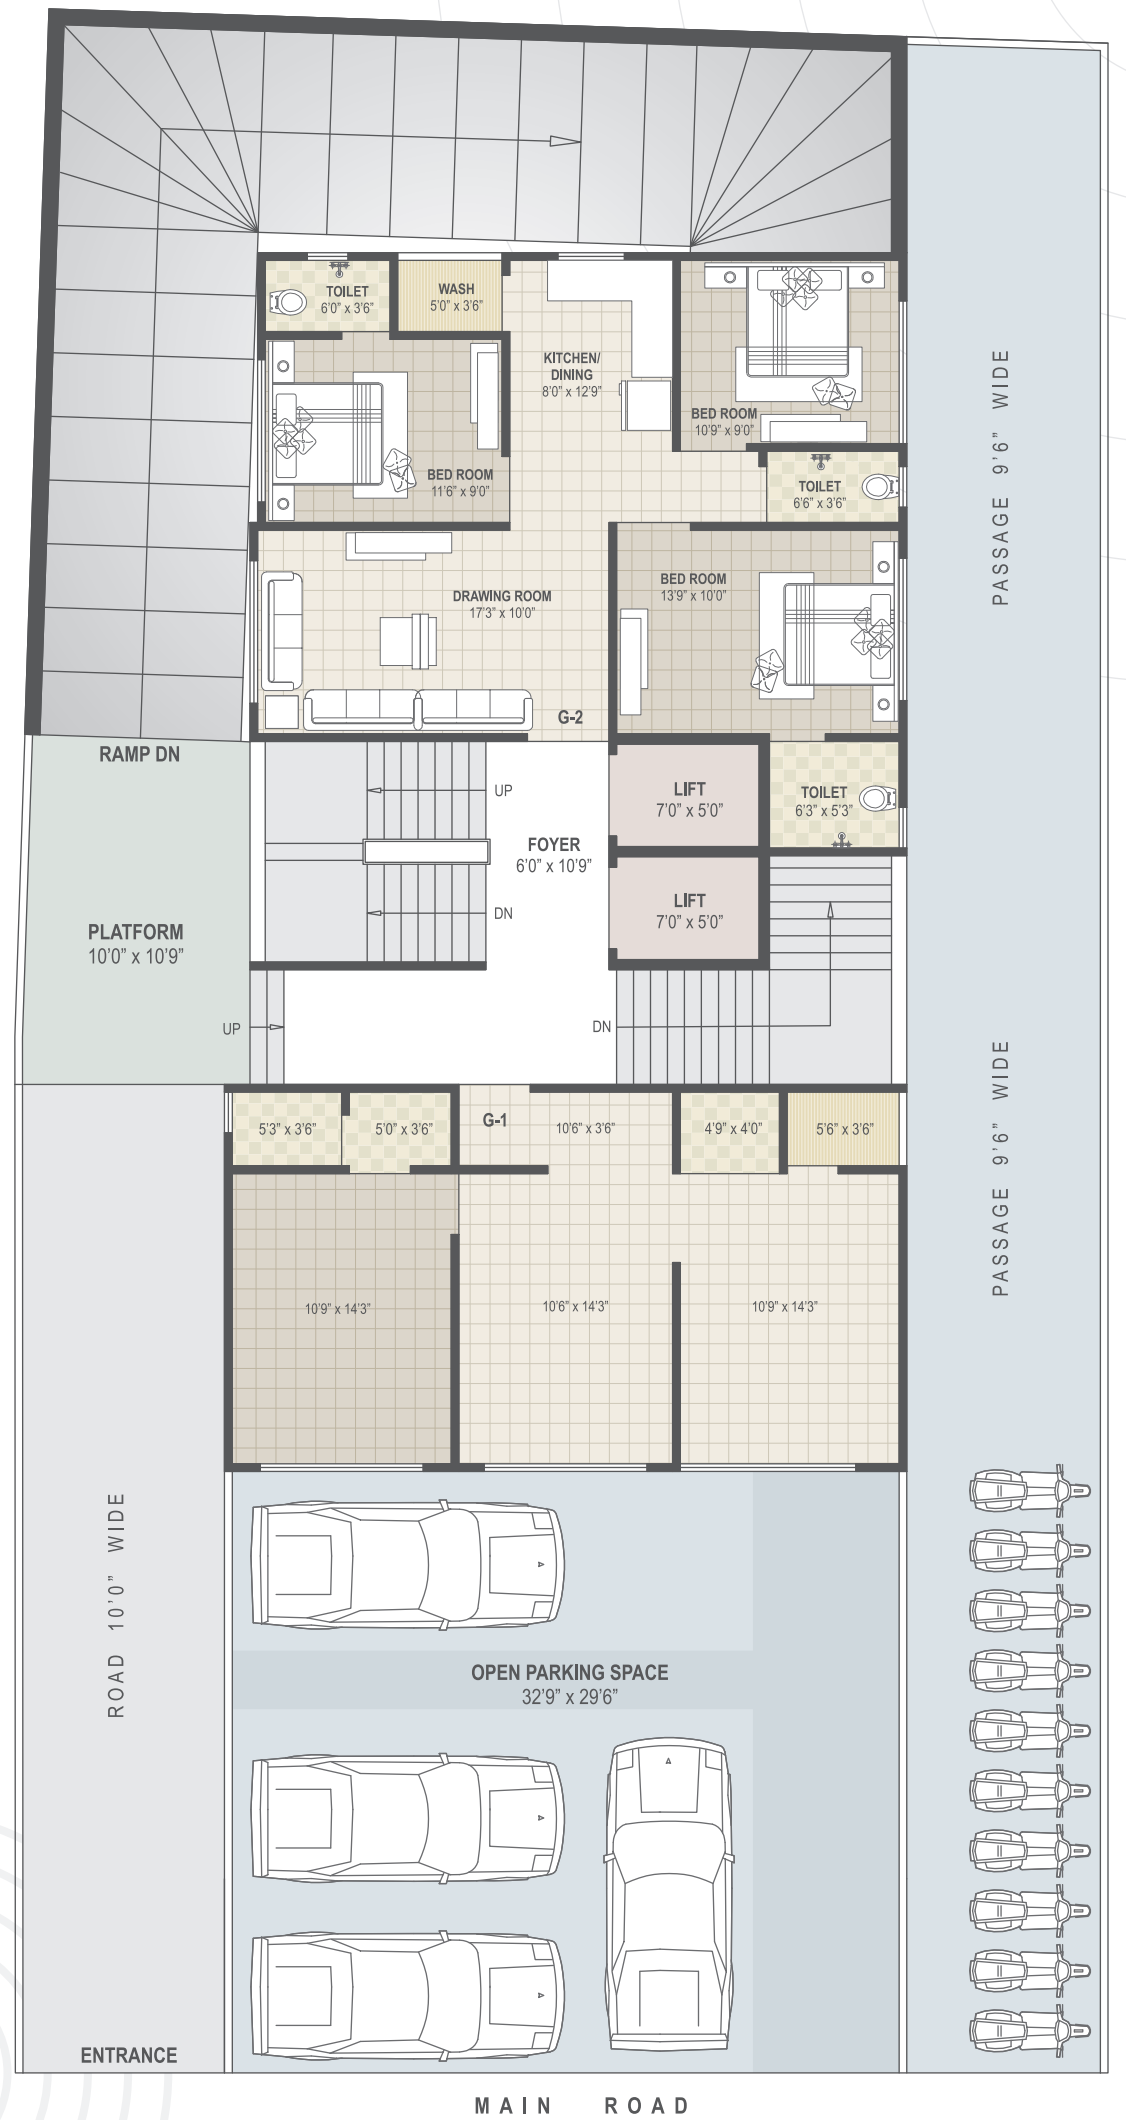 TOILET
6'0" x 3'6"
WASH
5'0" x 3'6"
KITCHEN/
DINING
8'0" x 12'9"
BED ROOM
10'9" x 9'0"
BED ROOM
11'6" x 9'0"
TOILET
6'6" x 3'6"
PASSAGE 9'6" WIDE
DRAWING ROOM
17'3" x 10'0"
BED ROOM
13'9" x 10'0"
G-2
RAMP DN
UP
LIFT
7'0" x 5'0"
TOILET
6'3" x 5'3"
FOYER
6'0" x 10'9"
DN
LIFT
7'0" x 5'0"
PLATFORM
10'0" x 10'9"
UP
DN
PASSAGE 9'6" WIDE
5'3" x 3'6"
5'0" x 3'6"
G-1
10'6" x 3'6"
4'9" x 4'0"
5'6" x 3'6"
10'9" x 14'3"
10'6" x 14'3"
10'9" x 14'3"
ROAD 10'0" WIDE
OPEN PARKING SPACE
32'9" x 29'6"
ENTRANCE
MAIN ROAD